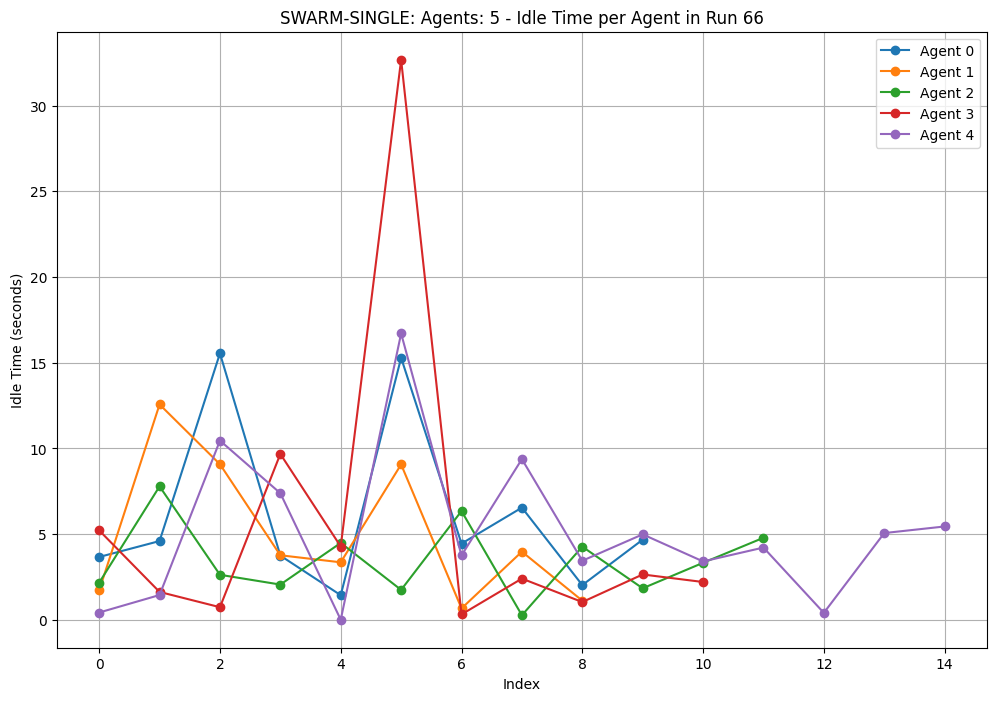 SWARM-SINGLE: Agents: 5 - Idle Time per Agent in Run 66
Agent 0
Agent 1
Agent 2
Agent 3
Agent 4
Idle Time (seconds)
30
25
20
15
10
5
0
0 2 4 6 8 10 12 14
Index